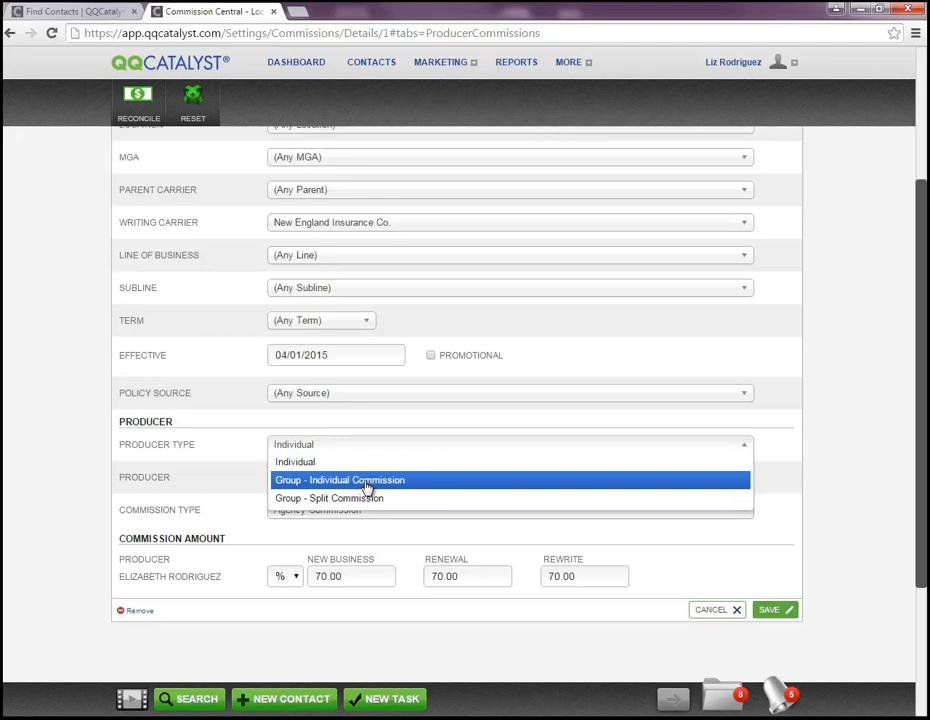 Find Contacts | QQCataly
Commission Central - Loc
https://app.qqcatalyst.com/Settings/Commissions/Details/1#tabs=ProducerCommissions
QQCATALYST®
DASHBOARD CONTACTS MARKETING REPORTS MORE
Liz Rodriguez
RECONCILE RESET
LOCATION (Any Location)
MGA (Any MGA)
PARENT CARRIER (Any Parent)
WRITING CARRIER New England Insurance Co.
LINE OF BUSINESS (Any Line)
SUBLINE (Any Subline)
TERM (Any Term)
EFFECTIVE 04/01/2015 PROMOTIONAL
POLICY SOURCE (Any Source)
PRODUCER
PRODUCER TYPE Individual
Individual
PRODUCER Group - Individual Commission
Group - Split Commission
COMMISSION TYPE Agency Commission
COMMISSION AMOUNT
PRODUCER NEW BUSINESS RENEWAL REWRITE
ELIZABETH RODRIGUEZ % 70.00 70.00 70.00
Remove CANCEL SAVE
SEARCH NEW CONTACT NEW TASK 8 5